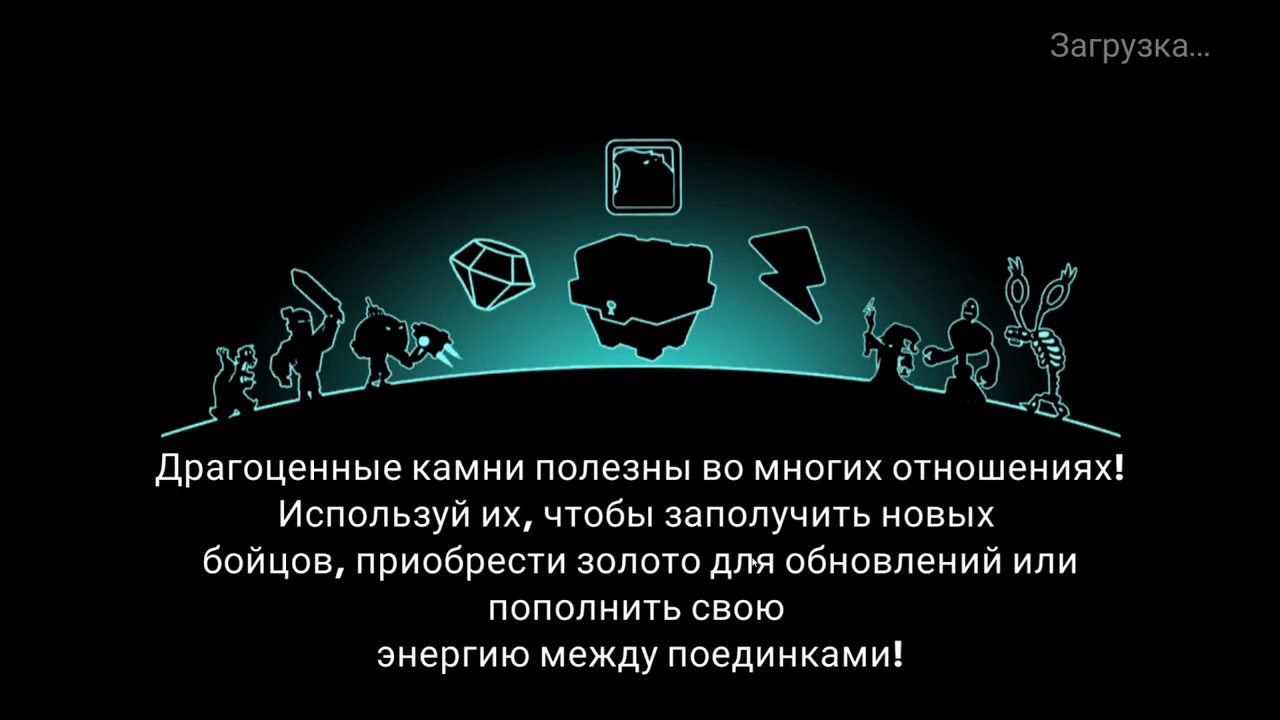 Загрузка...
Драгоценные камни полезны во многих отношениях!
Используй их, чтобы заполучить новых
бойцов, приобрести золото для обновлений или
пополнить свою
энергию между поединками!